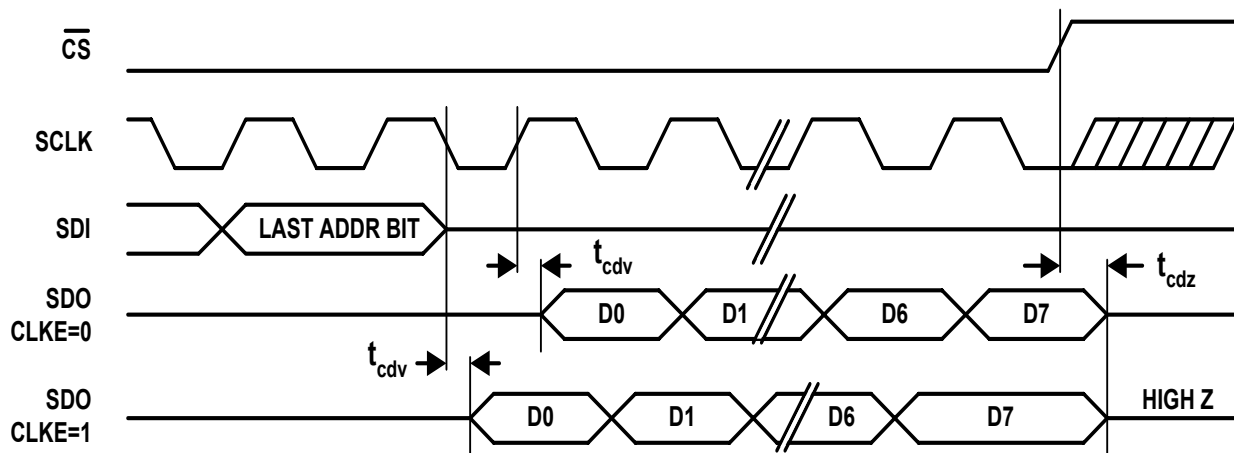 CS
SCLK
SDI
LAST ADDR BIT
t_cdv
t_cdz
SDO
CLKE=0
D0
D1
D6
D7
t_cdv
SDO
CLKE=1
D0
D1
D6
D7
HIGH Z